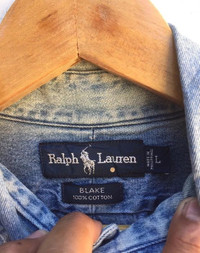 Ralph Lauren
L
BLAKE
100% COTTON